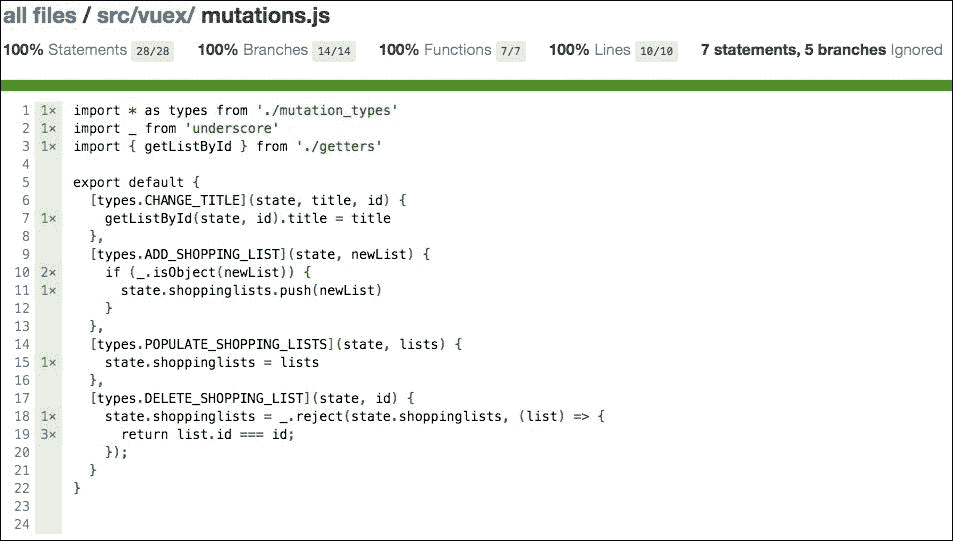 all files / src/vuex/ mutations.js
100% Statements 28/28 100% Branches 14/14 100% Functions 7/7 100% Lines 10/10 7 statements, 5 branches Ignored
1 1× import * as types from './mutation_types'
2 1× import _ from 'underscore'
3 1× import { getListById } from './getters'
4
5 export default {
6 [types.CHANGE_TITLE](state, title, id) {
7 1× getListById(state, id).title = title
8 },
9 [types.ADD_SHOPPING_LIST](state, newList) {
10 2× if (_.isObject(newList)) {
11 1× state.shoppinglists.push(newList)
12 }
13 },
14 [types.POPULATE_SHOPPING_LISTS](state, lists) {
15 1× state.shoppinglists = lists
16 },
17 [types.DELETE_SHOPPING_LIST](state, id) {
18 1× state.shoppinglists = _.reject(state.shoppinglists, (list) => {
19 3× return list.id === id;
20 });
21 }
22 }
23
24